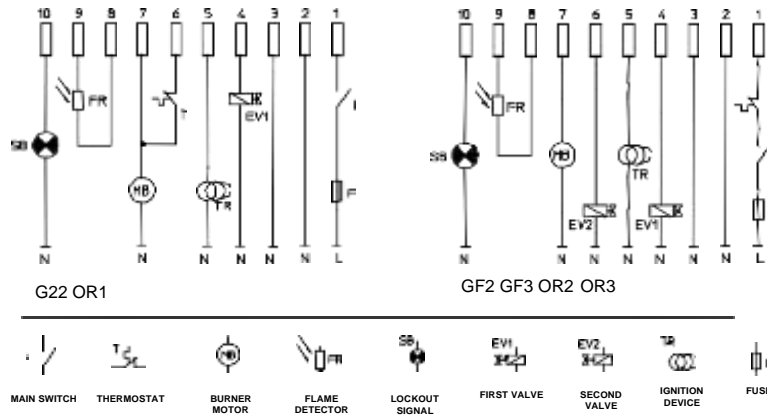 10 9 8 7 6 5 4 3 2 1
10 9 8 7 6 5 4 3 2 1
FR
T
EV1
FR
SB
SB
MB
TR
MB
TR
EV2
EV1
N N N N N N L
N N N N N N N L
G22 OR1
GF2 GF3 OR2 OR3
T
MB
FR
SB
EV1
EV2
TR
MAIN SWITCH
THERMOSTAT
BURNER
MOTOR
FLAME
DETECTOR
LOCKOUT
SIGNAL
FIRST VALVE
SECOND
VALVE
IGNITION
DEVICE